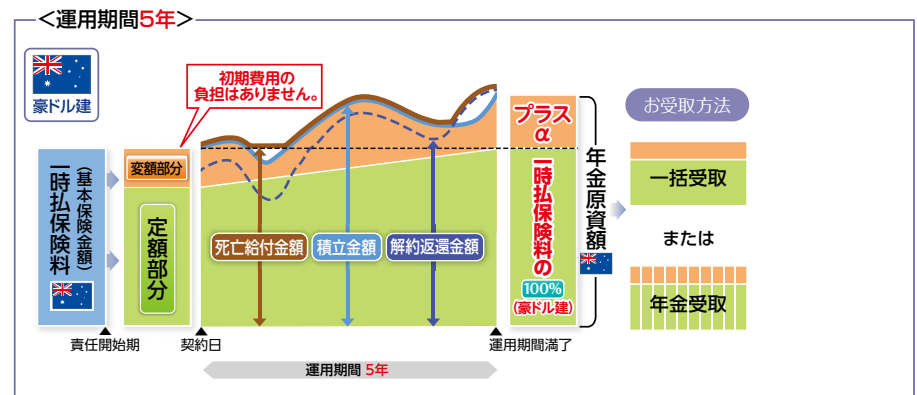 ＜運用期間5年＞
豪ドル建
初期費用の
負担はありません。
一時払保険料
（基本保険金額）
変額部分
定額部分
死亡給付金額
積立金額
解約返還金額
プラス
α
一時払保険料の
100%
（豪ドル建）
年金原資額
お受取方法
一括受取
または
年金受取
責任開始期
契約日
運用期間満了
運用期間 5年